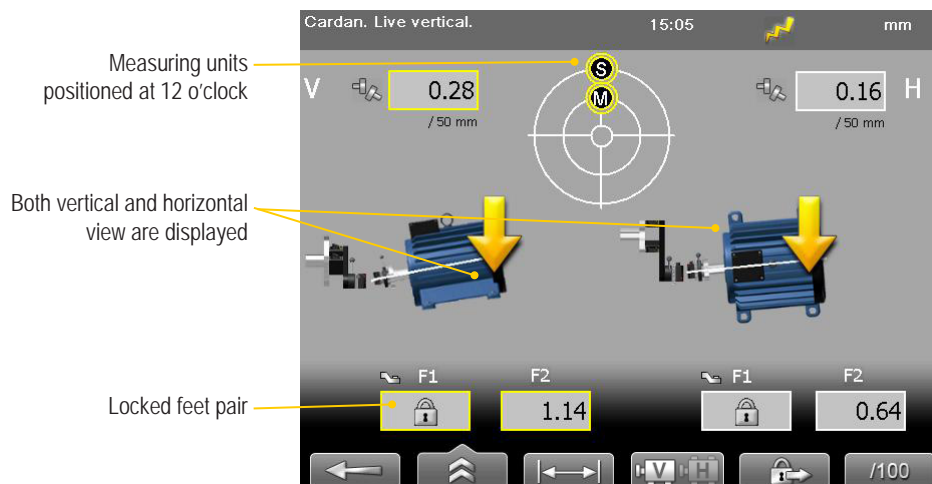 Cardan. Live vertical. 15:05 mm
Measuring units
positioned at 12 o'clock
V 0.28 S M 0.16 H
/ 50 mm / 50 mm
Both vertical and horizontal
view are displayed
F1 F2 F1 F2
Locked feet pair
1.14 0.64
V H /100